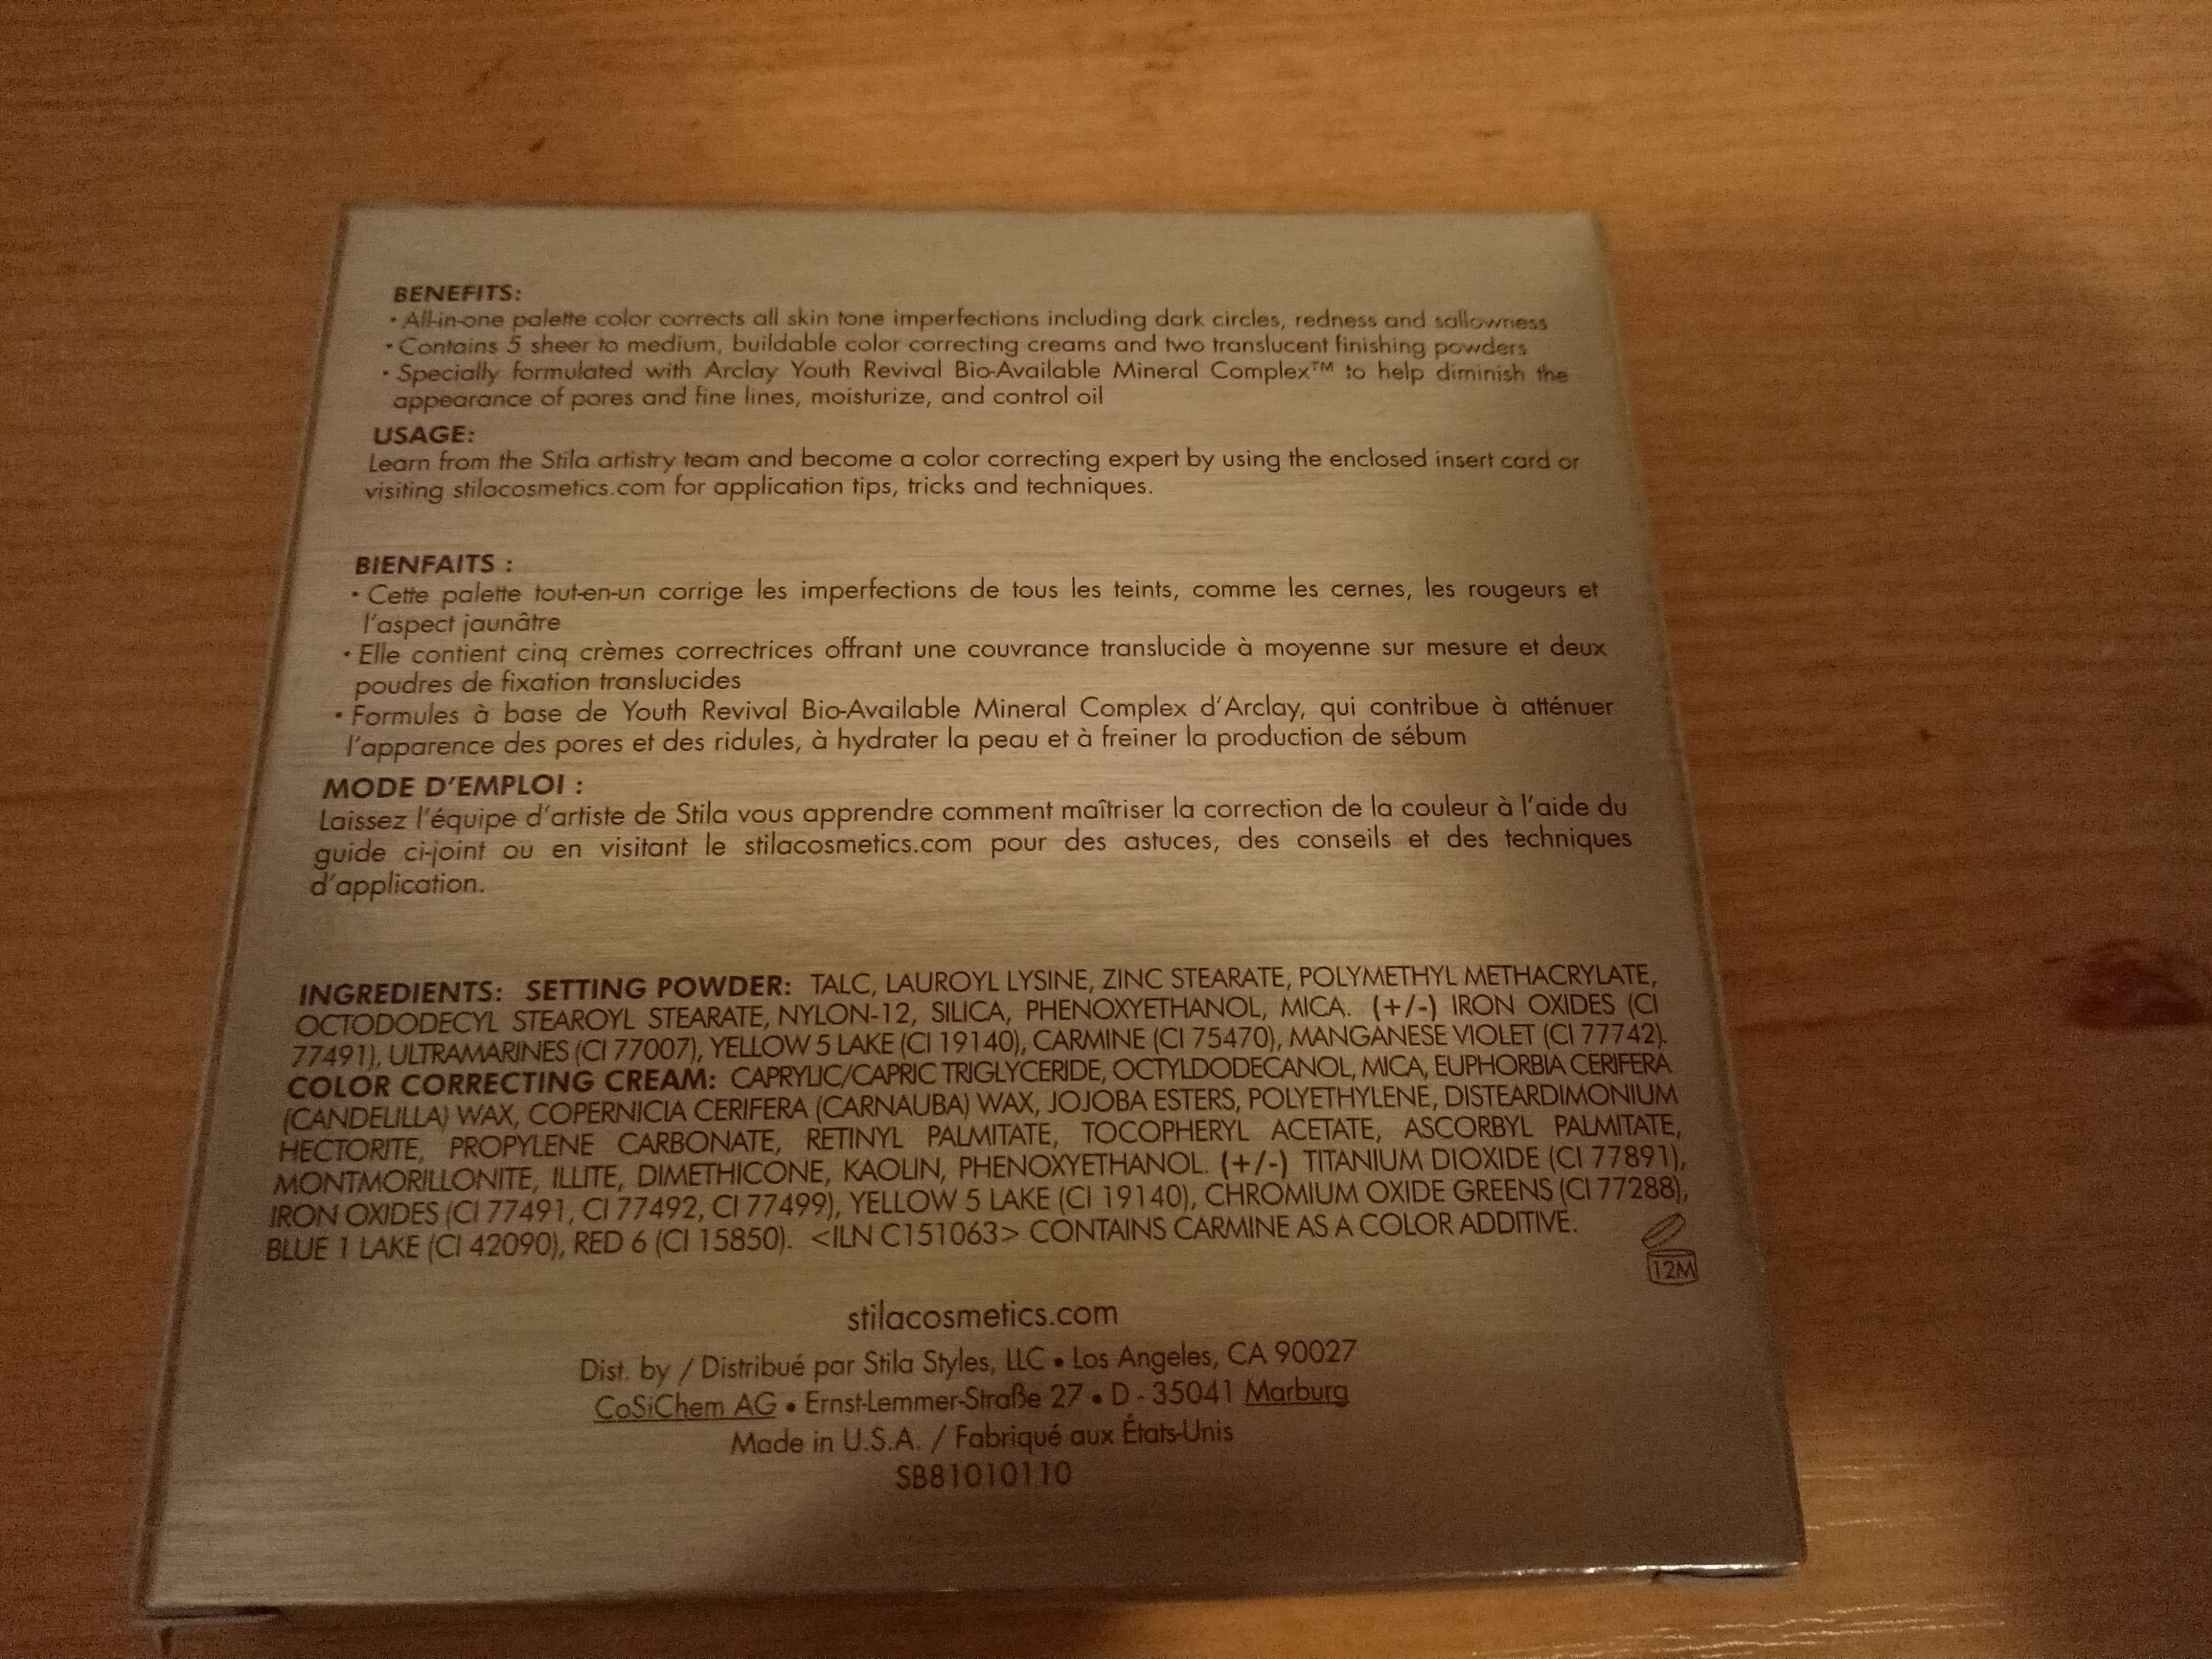 BENEFITS:
• All-in-one palette color corrects all skin tone imperfections including dark circles, redness and sallowness
• Contains 5 sheer to medium, buildable color correcting creams and two translucent finishing powders
• Specially formulated with Arclay Youth Revival Bio-Available Mineral Complex™ to help diminish the
appearance of pores and fine lines, moisturize, and control oil
USAGE:
Learn from the Stila artistry team and become a color correcting expert by using the enclosed insert card or
visiting stilacosmetics.com for application tips, tricks and techniques.
BIENFAITS :
• Cette palette tout-en-un corrige les imperfections de tous les teints, comme les cernes, les rougeurs et
l'aspect jaunâtre
• Elle contient cinq crèmes correctrices offrant une couvrance translucide à moyenne sur mesure et deux
poudres de fixation translucides
• Formules à base de Youth Revival Bio-Available Mineral Complex d'Arclay, qui contribue à atténuer
l'apparence des pores et des ridules, à hydrater la peau et à freiner la production de sébum
MODE D'EMPLOI :
Laissez l'équipe d'artiste de Stila vous apprendre comment maîtriser la correction de la couleur à l'aide du
guide ci-joint ou en visitant le stilacosmetics.com pour des astuces, des conseils et des techniques
d'application.
INGREDIENTS: SETTING POWDER: TALC, LAUROYL LYSINE, ZINC STEARATE, POLYMETHYL METHACRYLATE,
OCTODODECYL STEAROYL STEARATE, NYLON-12, SILICA, PHENOXYETHANOL, MICA. (+/-) IRON OXIDES (CI
77491), ULTRAMARINES (CI 77007), YELLOW 5 LAKE (CI 19140), CARMINE (CI 75470), MANGANESE VIOLET (CI 77742).
COLOR CORRECTING CREAM: CAPRYLIC/CAPRIC TRIGLYCERIDE, OCTYLDODECANOL, MICA, EUPHORBIA CERIFERA
(CANDELILLA) WAX, COPERNICIA CERIFERA (CARNAUBA) WAX, JOJOBA ESTERS, POLYETHYLENE, DISTEARDIMONIUM
HECTORITE, PROPYLENE CARBONATE, RETINYL PALMITATE, TOCOPHERYL ACETATE, ASCORBYL PALMITATE,
MONTMORILLONITE, ILLITE, DIMETHICONE, KAOLIN, PHENOXYETHANOL. (+/-) TITANIUM DIOXIDE (CI 77891),
IRON OXIDES (CI 77491, CI 77492, CI 77499), YELLOW 5 LAKE (CI 19140), CHROMIUM OXIDE GREENS (CI 77288),
BLUE 1 LAKE (CI 42090), RED 6 (CI 15850). <ILN C151063> CONTAINS CARMINE AS A COLOR ADDITIVE.
12M
stilacosmetics.com
Dist. by / Distribué par Stila Styles, LLC • Los Angeles, CA 90027
CoSiChem AG • Ernst-Lemmer-Straße 27 • D - 35041 Marburg
Made in U.S.A. / Fabriqué aux États-Unis
SB81010110